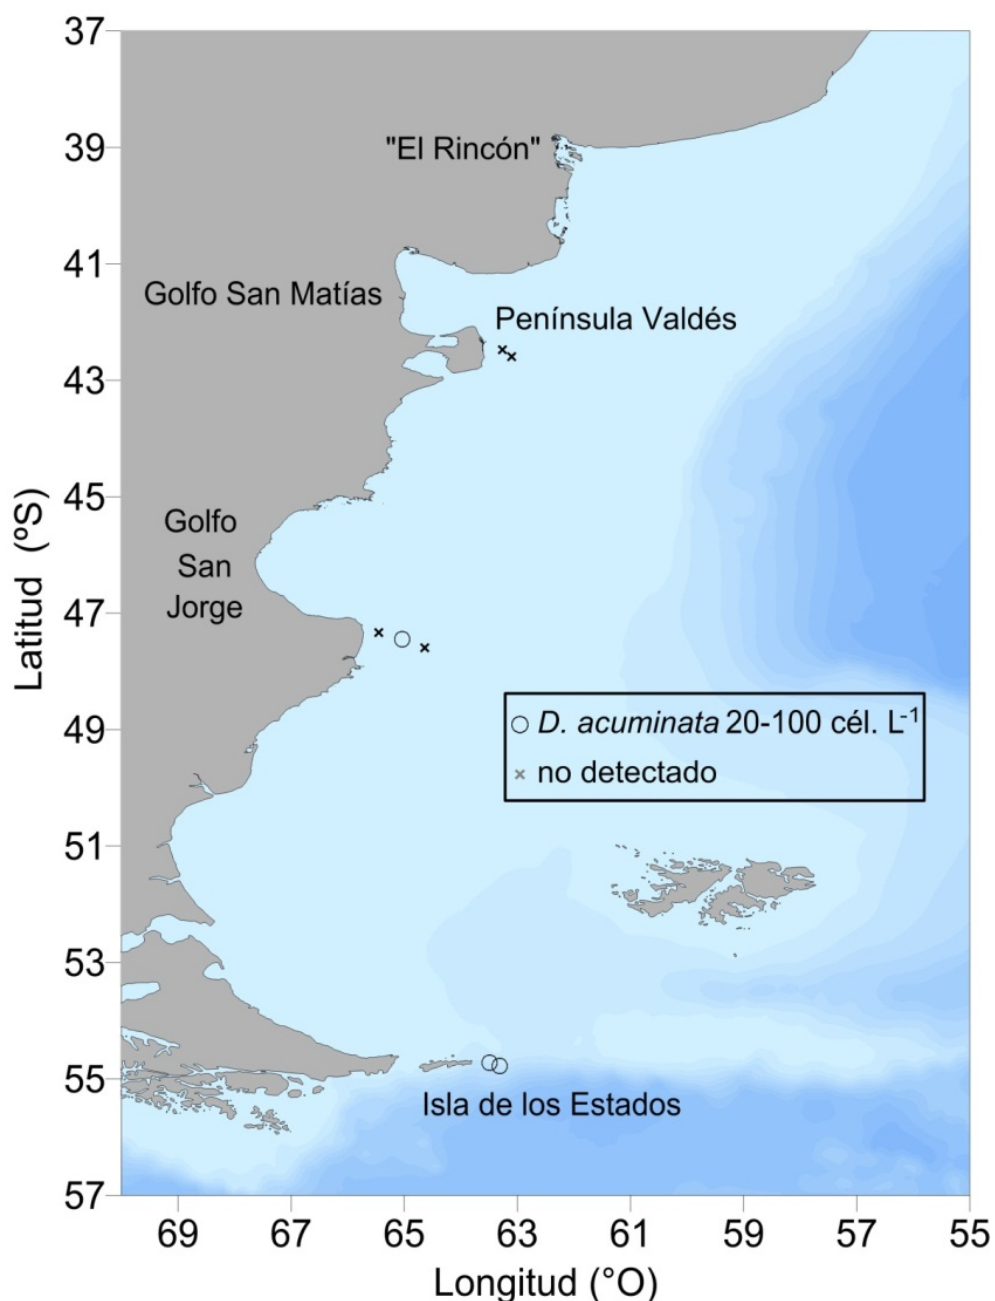 37
39
"El Rincón"
41
Golfo San Matías
Península Valdés
43
45
Golfo
San
Jorge
47
Latitud (ºS)
49
D. acuminata 20-100 cél. L⁻¹
no detectado
51
53
55
Isla de los Estados
57
69 67 65 63 61 59 57 55
Longitud (°O)